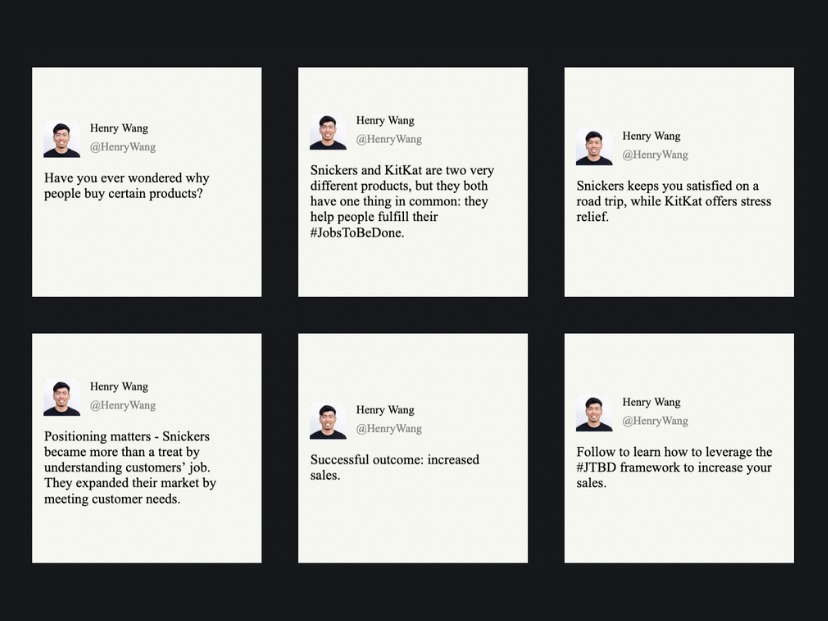 Henry Wang
@HenryWang
Have you ever wondered why
people buy certain products?
Henry Wang
@HenryWang
Snickers and KitKat are two very
different products, but they both
have one thing in common: they
help people fulfill their
#JobsToBeDone.
Henry Wang
@HenryWang
Snickers keeps you satisfied on a
road trip, while KitKat offers stress
relief.
Henry Wang
@HenryWang
Positioning matters - Snickers
became more than a treat by
understanding customers’ job.
They expanded their market by
meeting customer needs.
Henry Wang
@HenryWang
Successful outcome: increased
sales.
Henry Wang
@HenryWang
Follow to learn how to leverage the
#JTBD framework to increase your
sales.